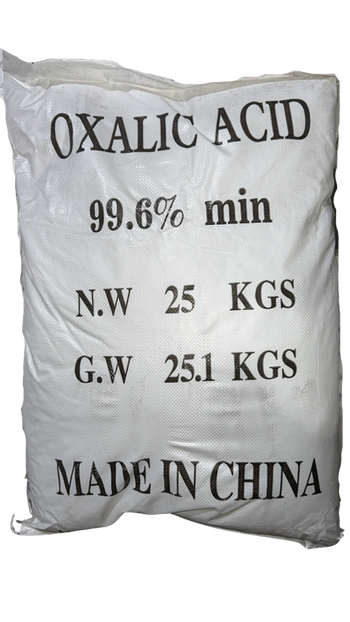 OXALIC ACID
99.6% min
N.W 25 KGS
G.W 25.1 KGS
MADE IN CHINA